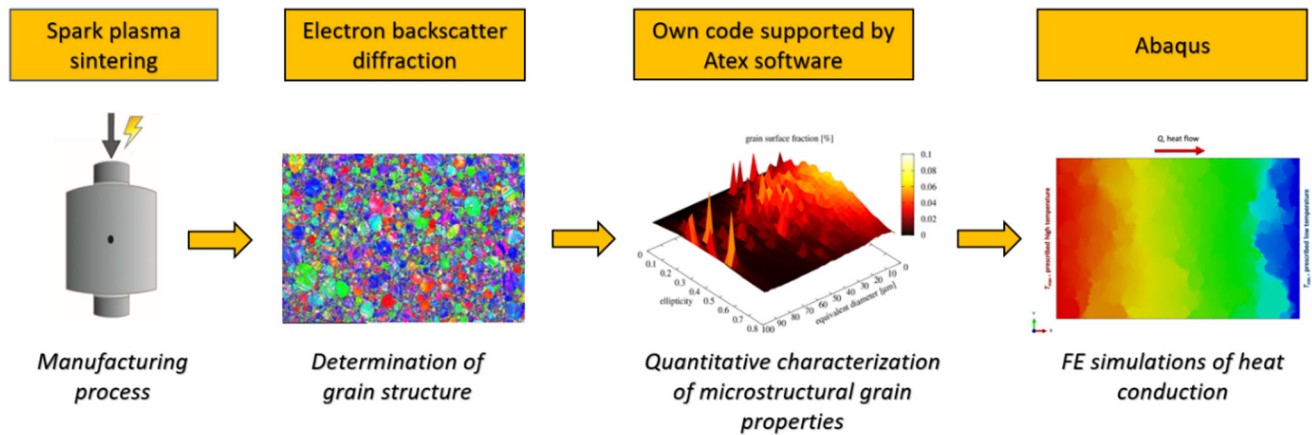 Spark plasma
sintering
Electron backscatter
diffraction
Own code supported by
Atex software
Abaqus
grain surface fraction [%]
0.1
0.08
0.06
0.04
0.02
0
0
0.1
0.2
0.3
0.4
0.5
0.6
0.7
0.8
ellipticity
100
90
80
70
60
50
40
30
20
10
0
equivalent diameter [μm]
Q, heat flow
Tmax, prescribed high temperature
Tmin, prescribed low temperature
Manufacturing
process
Determination of
grain structure
Quantitative characterization
of microstructural grain
properties
FE simulations of heat
conduction